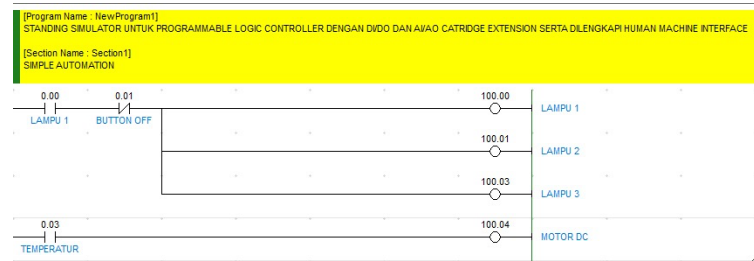 [Program Name : NewProgram1]
STANDING SIMULATOR UNTUK PROGRAMMABLE LOGIC CONTROLLER DENGAN DI/DO DAN AI/AO CATRIDGE EXTENSION SERTA DILENGKAPI HUMAN MACHINE INTERFACE
[Section Name : Section1]
SIMPLE AUTOMATION
0.00 0.01 100.00
LAMPU 1 BUTTON OFF LAMPU 1
100.01
LAMPU 2
100.03
LAMPU 3
0.03 100.04
MOTOR DC
TEMPERATUR